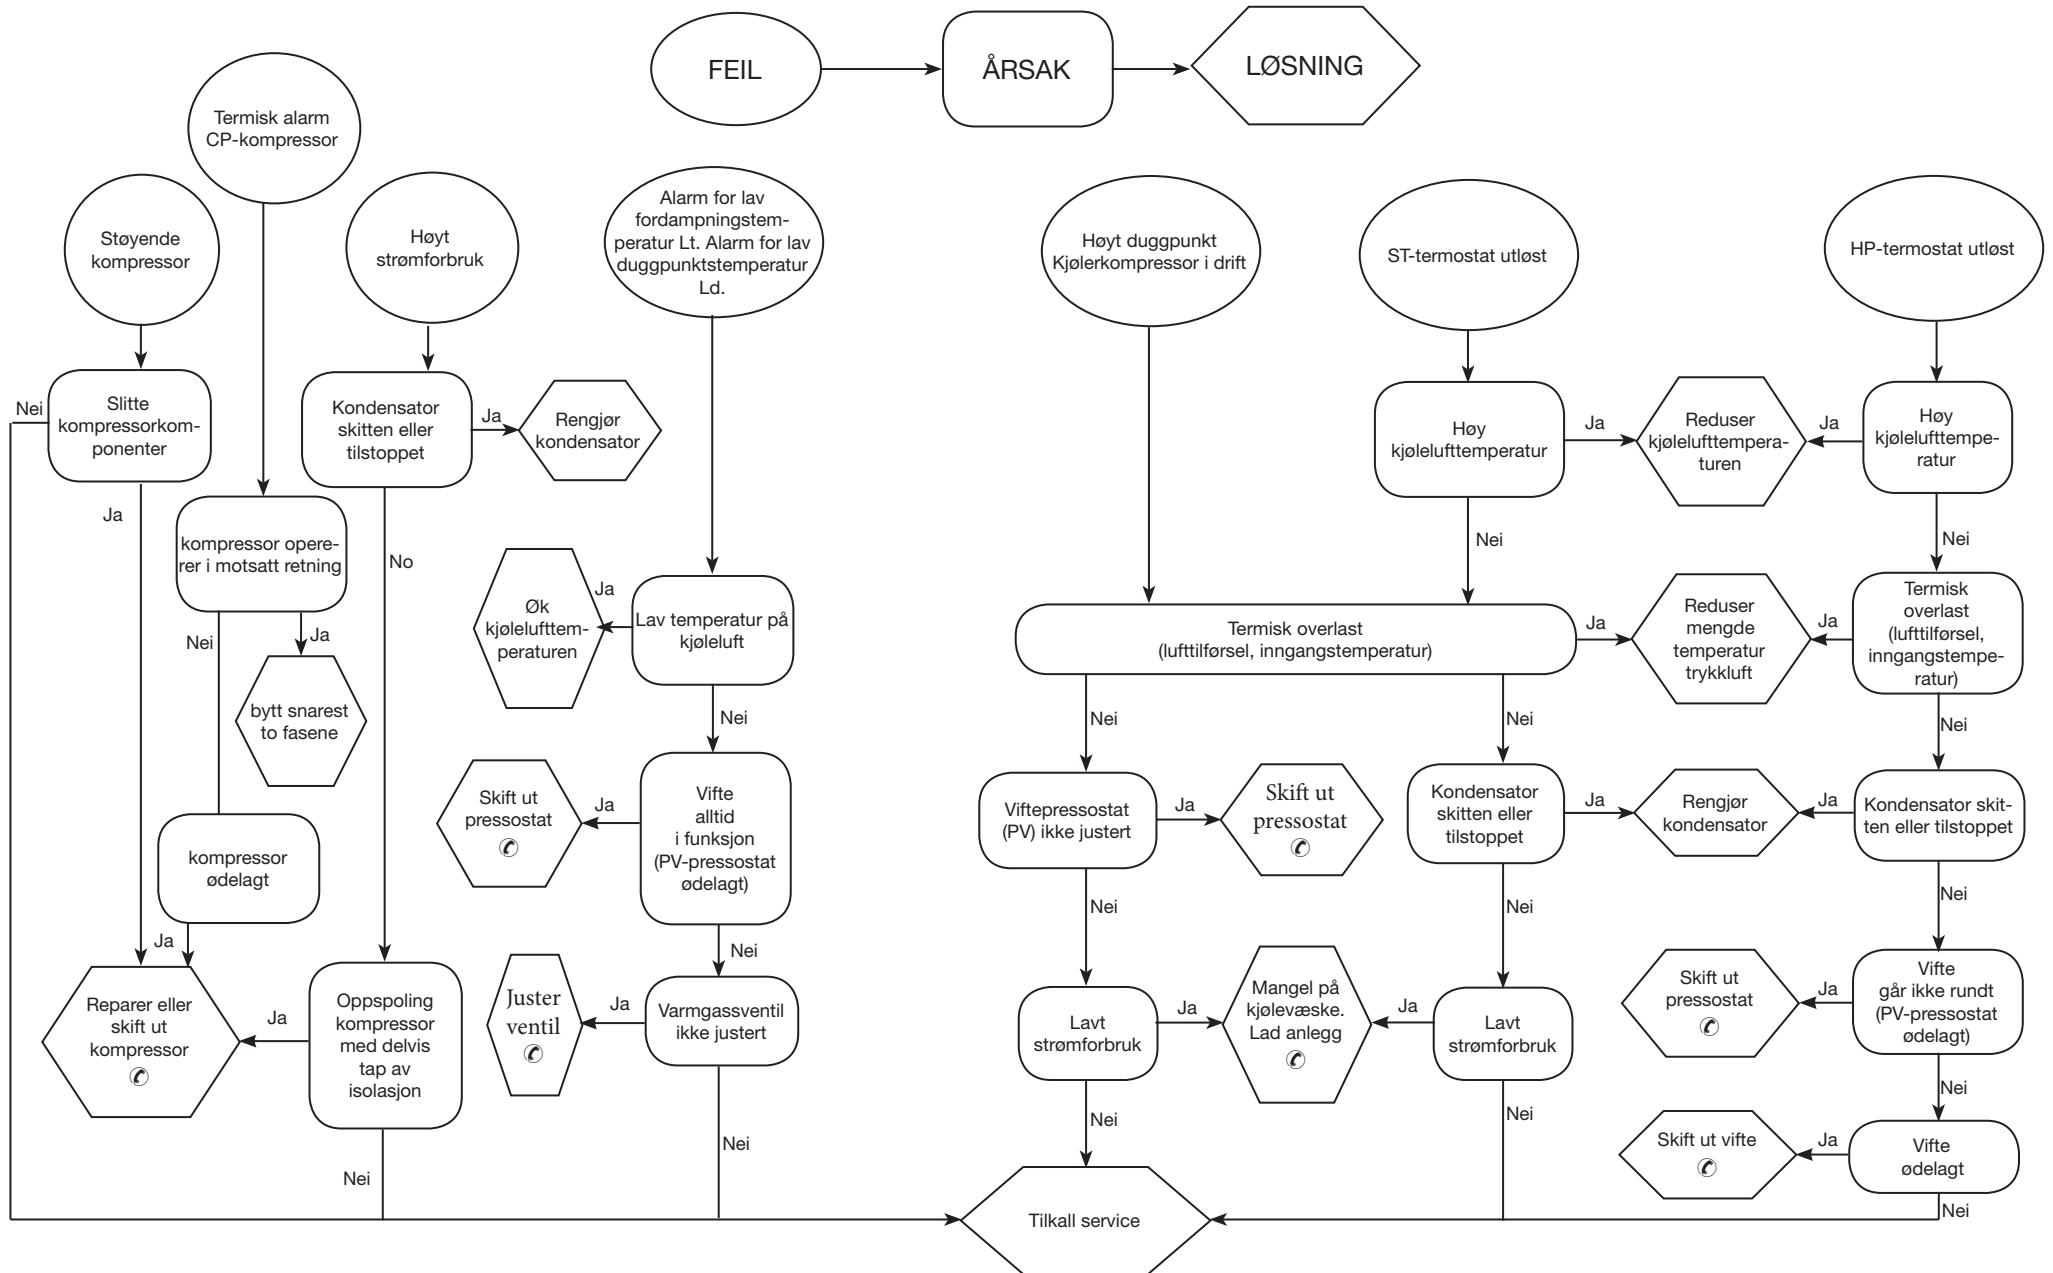 FEIL
ÅRSAK
LØSNING
Termisk alarm
CP-kompressor
Støyende
kompressor
Høyt
strømforbruk
Alarm for lav
fordampningstem-
peratur Lt. Alarm for lav
duggpunktstemperatur
Ld.
Høyt duggpunkt
Kjølerkompressor i drift
ST-termostat utløst
HP-termostat utløst
Nei
Slitte
kompressorkom-
ponenter
Ja
Kondensator
skitten eller
tilstoppet
Ja
Rengjør
kondensator
No
kompressor opere-
rer i motsatt retning
Nei
Ja
bytt snarest
to fasene
kompressor
ødelagt
Ja
Reparer eller
skift ut
kompressor
✆
Ja
Oppspoling
kompressor
med delvis
tap av
isolasjon
Nei
Øk
kjølelufttem-
peraturen
Ja
Lav temperatur på
kjøleluft
Nei
Skift ut
pressostat
✆
Ja
Vifte
alltid
i funksjon
(PV-pressostat
ødelagt)
Nei
Juster
ventil
✆
Ja
Varmgassventil
ikke justert
Nei
Høy
kjølelufttemperatur
Ja
Reduser
kjølelufttempera-
turen
Ja
Høy
kjølelufttempe-
ratur
Nei
Nei
Termisk overlast
(lufttilførsel, inngangstemperatur)
Ja
Reduser
mengde
temperatur
trykkluft
Ja
Termisk
overlast
(lufttilførsel,
inngangstempe-
ratur)
Nei
Nei
Nei
Viftepressostat
(PV) ikke justert
Ja
Skift ut
pressostat
✆
Kondensator
skitten eller
tilstoppet
Ja
Rengjør
kondensator
Ja
Kondensator skit-
ten eller tilstoppet
Nei
Nei
Nei
Lavt
strømforbruk
Ja
Mangel på
kjølevæske.
Lad anlegg
✆
Ja
Lavt
strømforbruk
Skift ut
pressostat
✆
Ja
Vifte
går ikke rundt
(PV-pressostat
ødelagt)
Nei
Nei
Nei
Skift ut vifte
✆
Ja
Vifte
ødelagt
Nei
Tilkall service